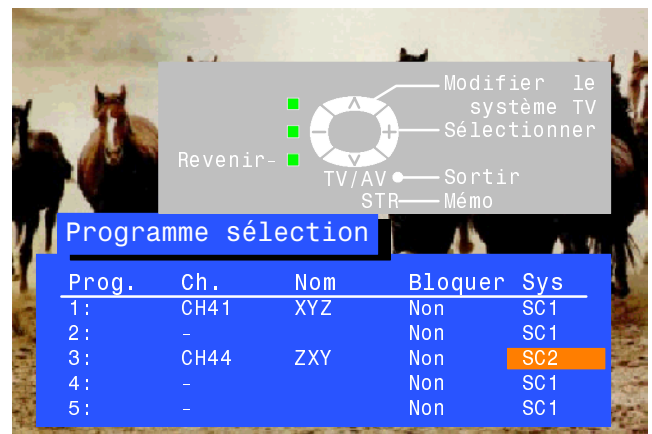 Modifier le
système TV
Sélectionner
Revenir-
TV/AV Sortir
STR Mémo
Programme sélection
Prog. Ch. Nom Bloquer Sys
1: CH41 XYZ Non SC1
2: - Non SC1
3: CH44 ZXY Non SC2
4: - Non SC1
5: - Non SC1